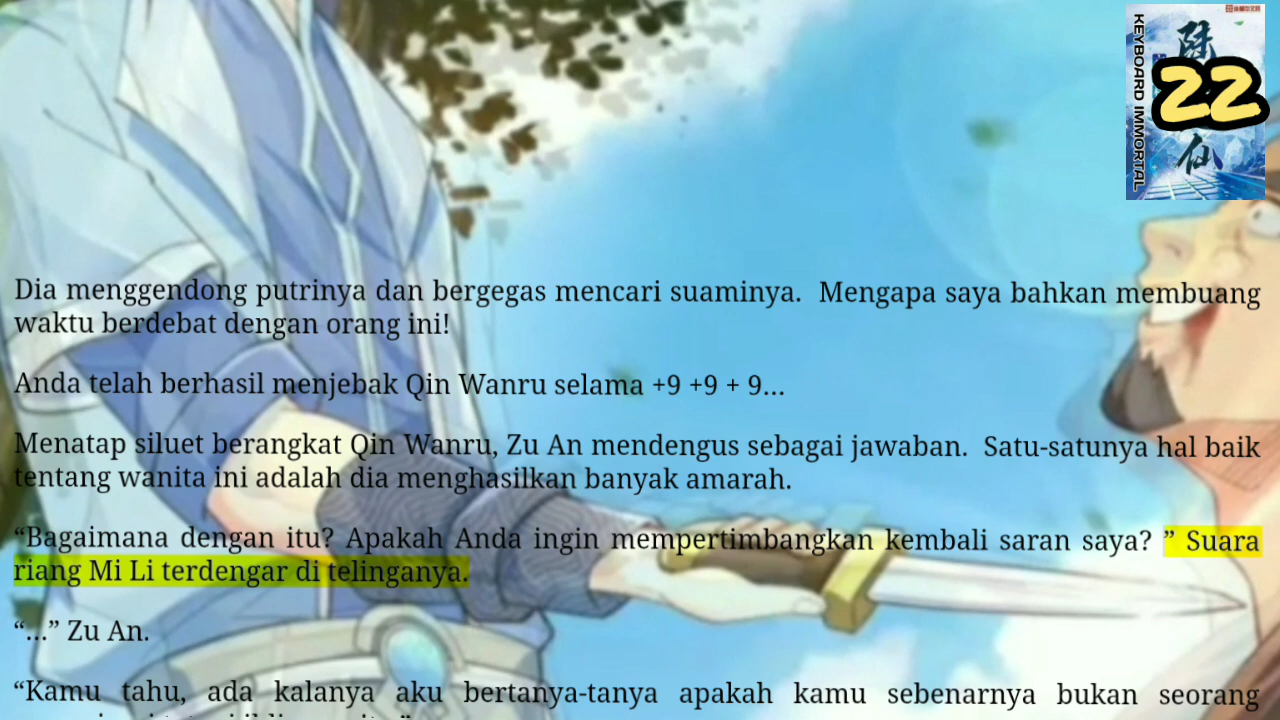 KEYBOARD IMMORTAL
22
仙
Dia menggendong putrinya dan bergegas mencari suaminya.  Mengapa saya bahkan membuang
waktu berdebat dengan orang ini!
Anda telah berhasil menjebak Qin Wanru selama +9 +9 + 9…
Menatap siluet berangkat Qin Wanru, Zu An mendengus sebagai jawaban.  Satu-satunya hal baik
tentang wanita ini adalah dia menghasilkan banyak amarah.
“Bagaimana dengan itu? Apakah Anda ingin mempertimbangkan kembali saran saya? ” Suara
riang Mi Li terdengar di telinganya.
“…” Zu An.
“Kamu tahu, ada kalanya aku bertanya-tanya apakah kamu sebenarnya bukan seorang